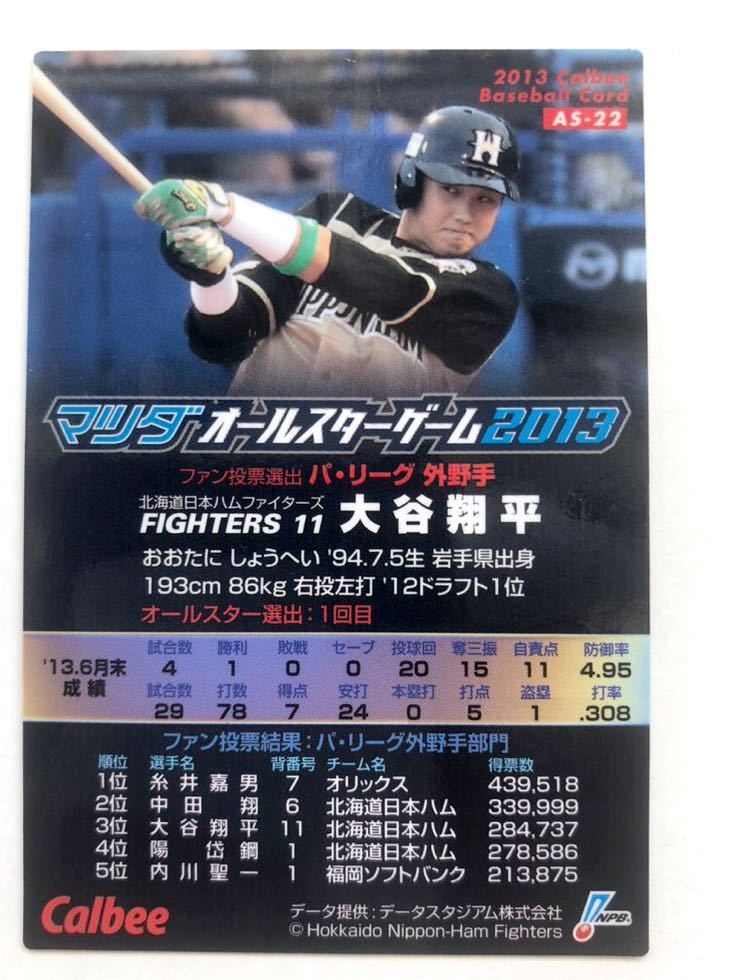 2013 Calbee
Baseball Card
AS-22
H
NIPPONHAM
マツダオールスターゲーム2013
ファン投票選出 パ・リーグ 外野手
北海道日本ハムファイターズ
FIGHTERS 11 大谷翔平
おおたに しょうへい '94.7.5生 岩手県出身
193cm 86kg 右投左打 '12ドラフト1位
オールスター選出:1回目
'13.6月末成績
試合数 勝利 敗戦 セーブ 投球回 奪三振 自責点 防御率
4 1 0 0 20 15 11 4.95
試合数 打数 得点 安打 本塁打 打点 盗塁 打率
29 78 7 24 0 5 1 .308
ファン投票結果:パ・リーグ外野手部門
順位 選手名 背番号 チーム名 得票数
1位 糸井嘉男 7 オリックス 439,518
2位 中田 翔 6 北海道日本ハム 339,999
3位 大谷翔平 11 北海道日本ハム 284,737
4位 陽 岱鋼 1 北海道日本ハム 278,586
5位 内川聖一 1 福岡ソフトバンク 213,875
Calbee
データ提供:データスタジアム株式会社
©Hokkaido Nippon-Ham Fighters
NPB